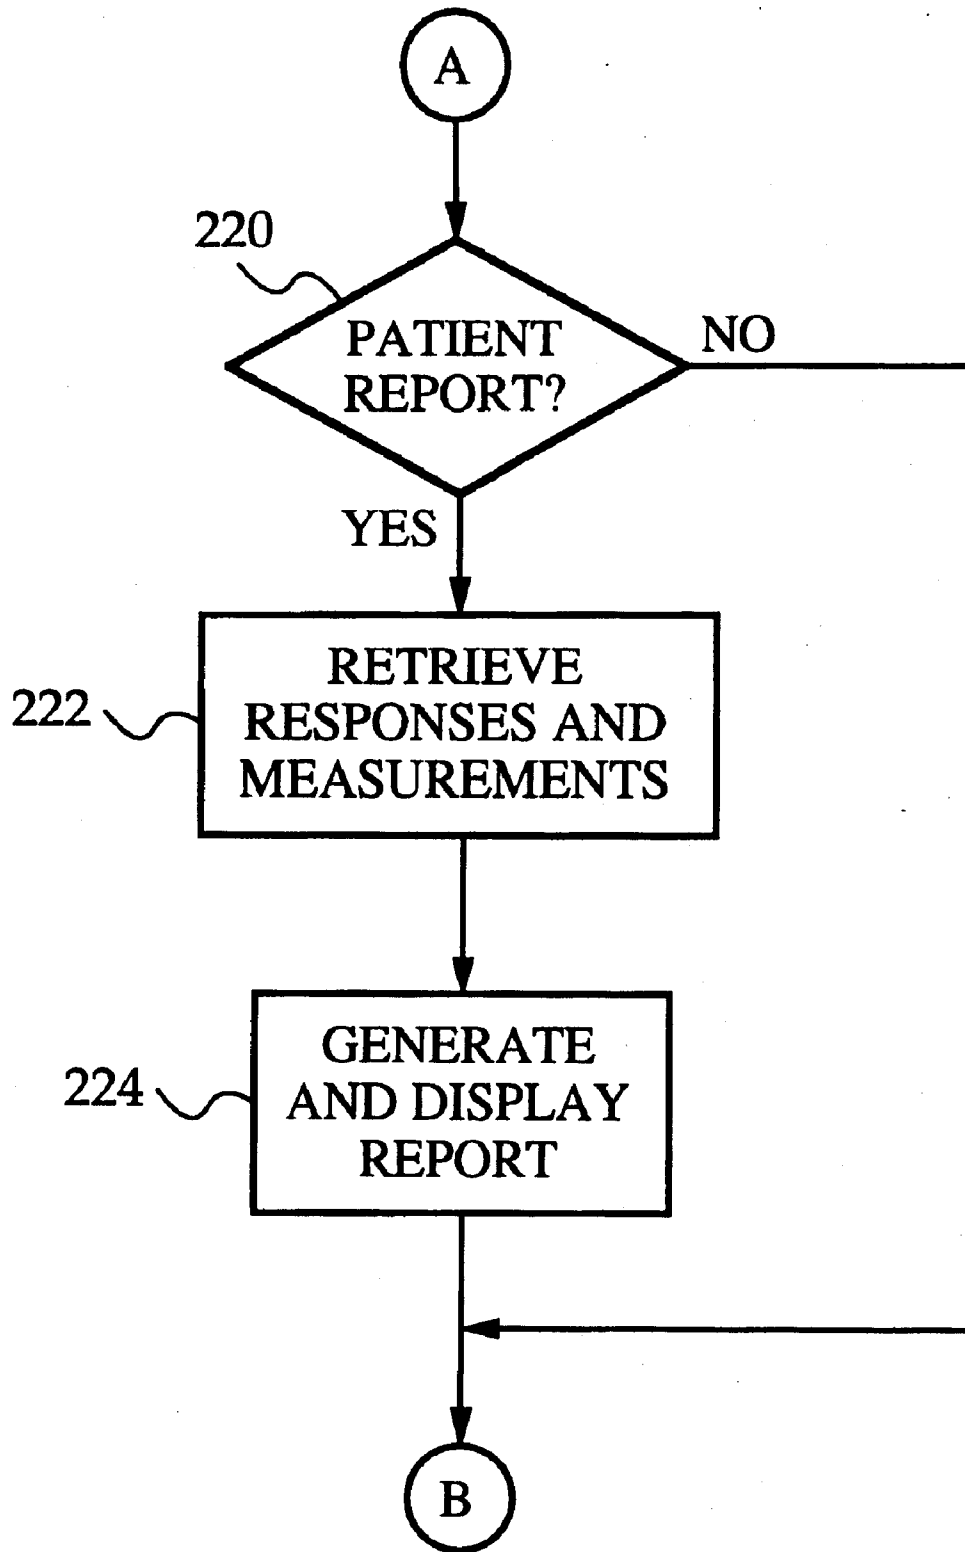 A
220
PATIENT
REPORT?
NO
YES
RETRIEVE
RESPONSES AND
MEASUREMENTS
222
GENERATE
AND DISPLAY
REPORT
224
B